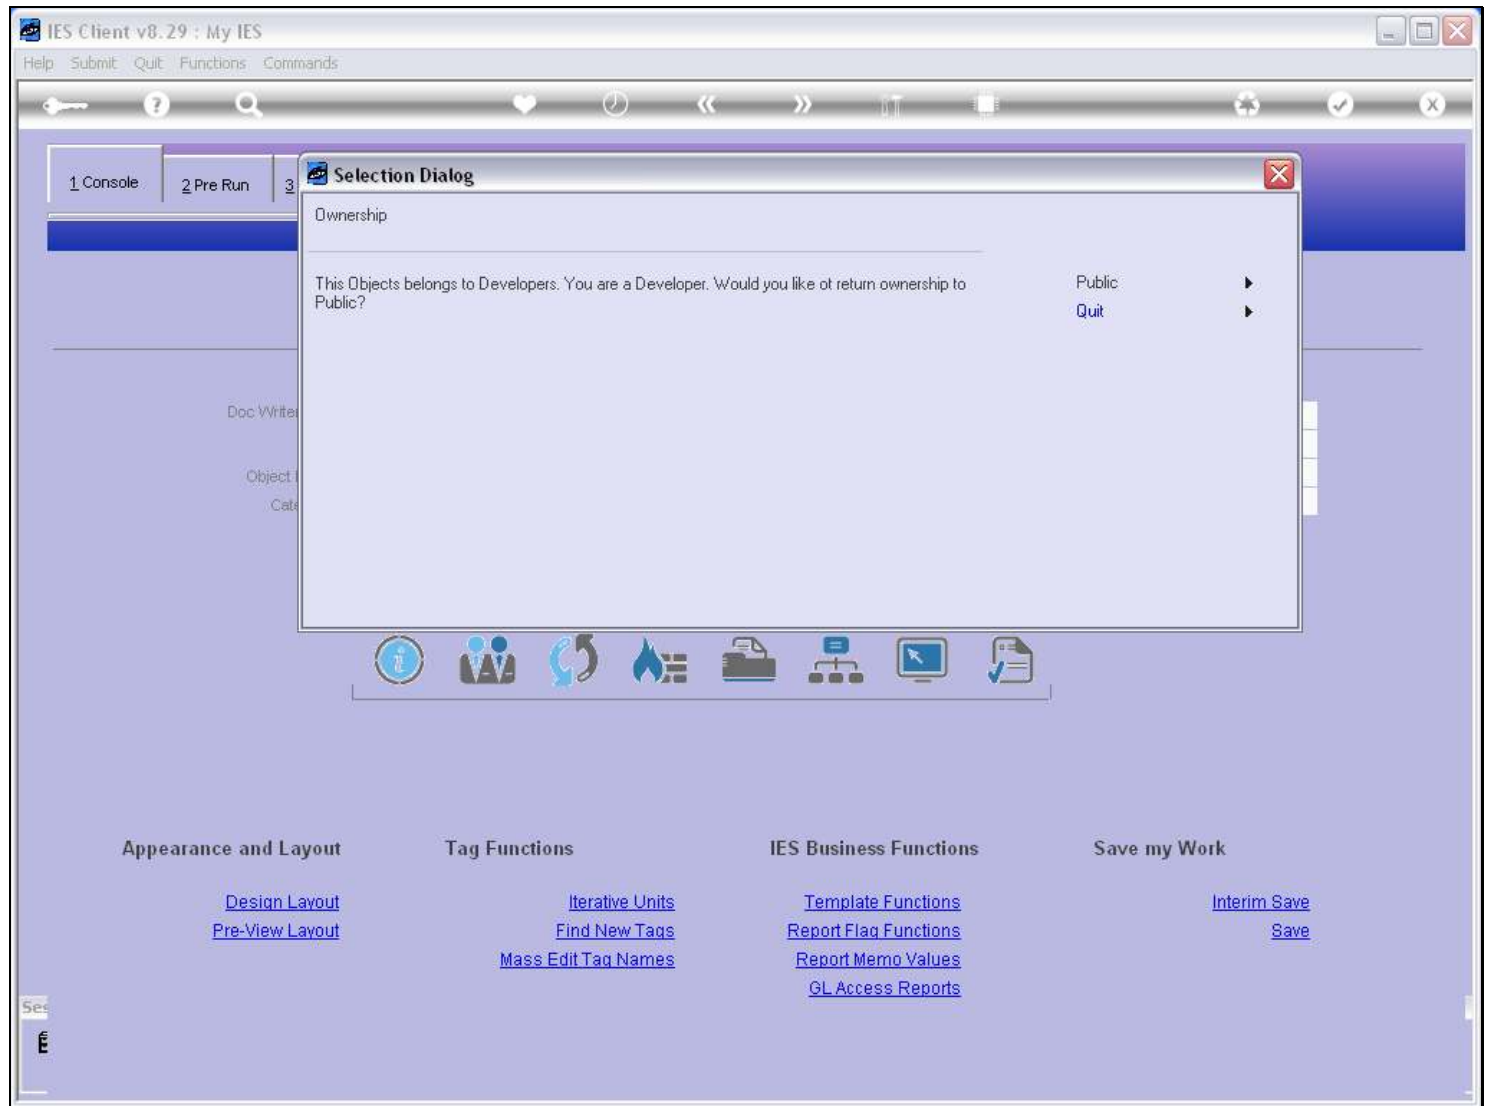 IES Client v8.29 : My IES
Help Submit Quit Functions Commands
1 Console
2 Pre Run
3
Selection Dialog
Ownership
This Objects belongs to Developers. You are a Developer. Would you like ot return ownership to
Public?
Public
Quit
Doc Writer
Object
Cate
Appearance and Layout
Tag Functions
IES Business Functions
Save my Work
Design Layout
Iterative Units
Template Functions
Interim Save
Pre-View Layout
Find New Tags
Report Flag Functions
Save
Mass Edit Tag Names
Report Memo Values
GL Access Reports
Ses